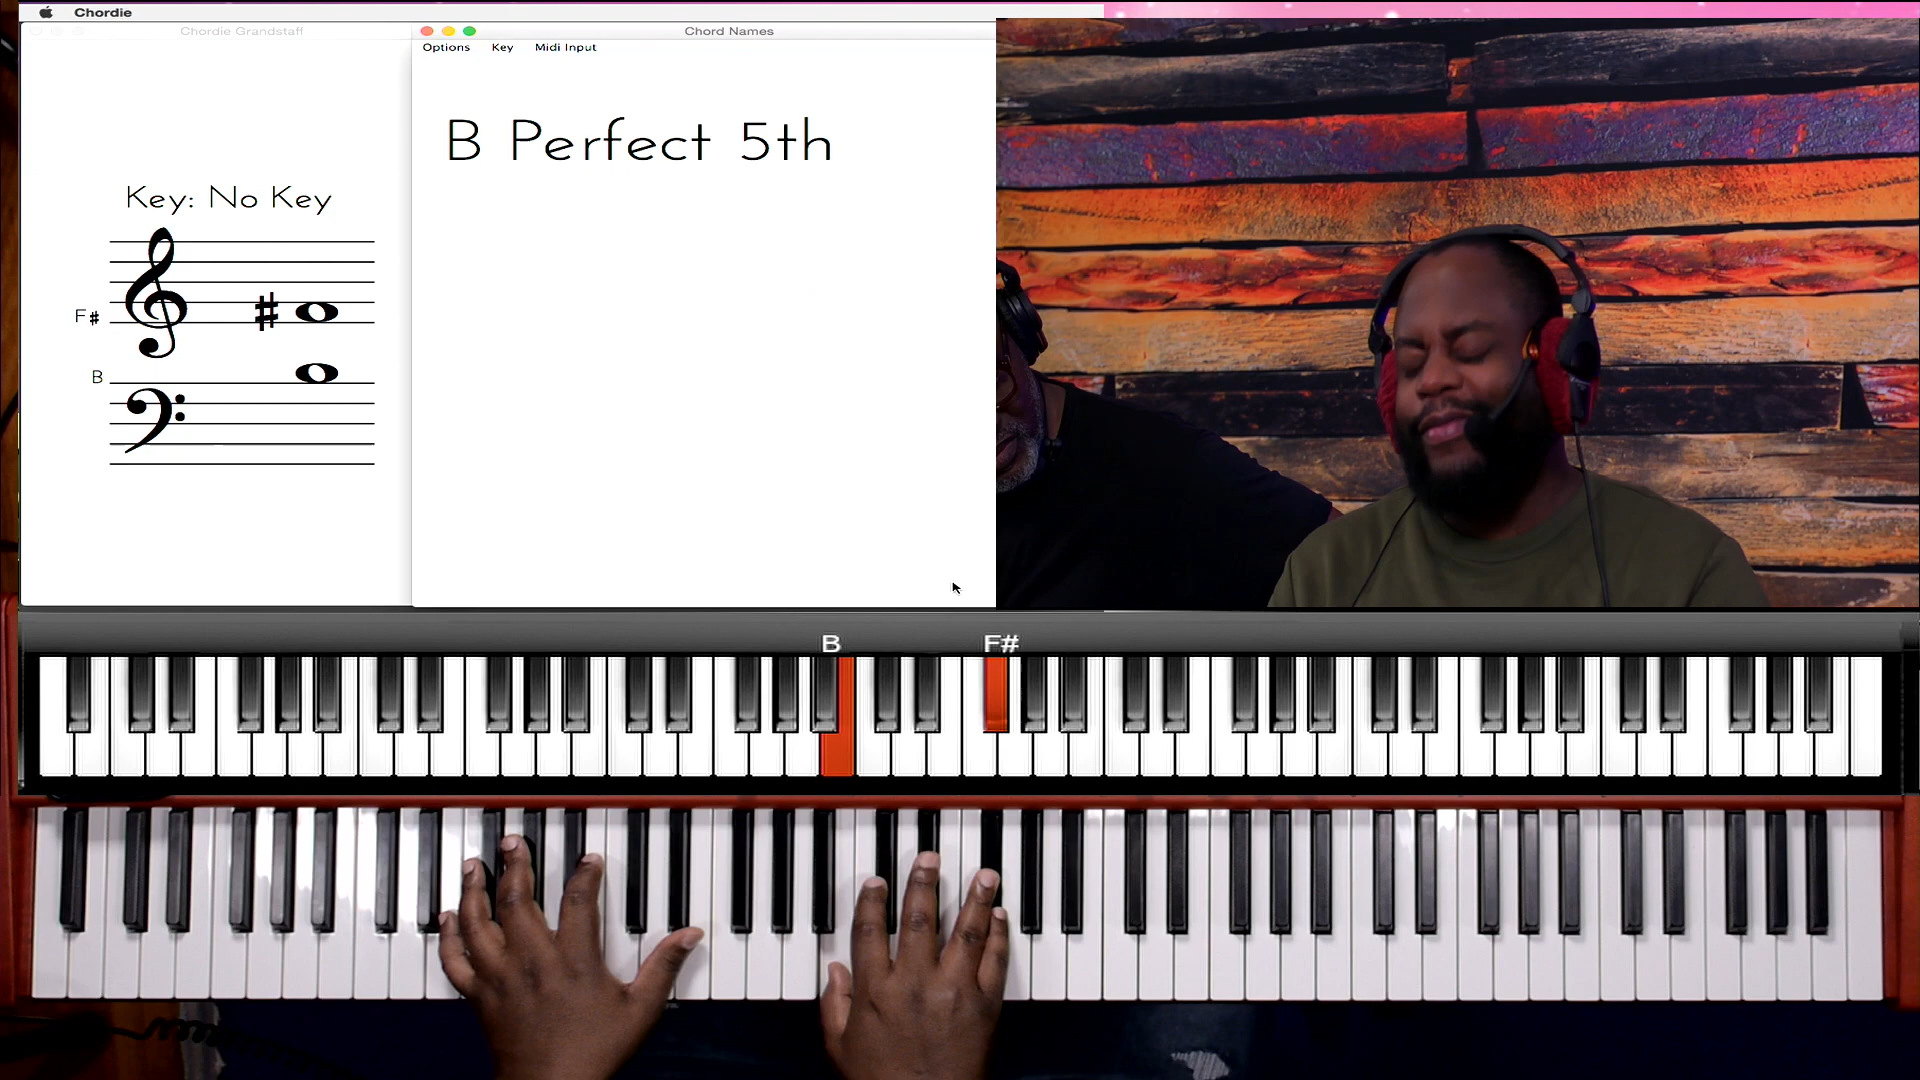 Chordie
Chordie Grandstaff
Chord Names
Options Key Midi Input
B Perfect 5th
Key: No Key
F#
B
B F#